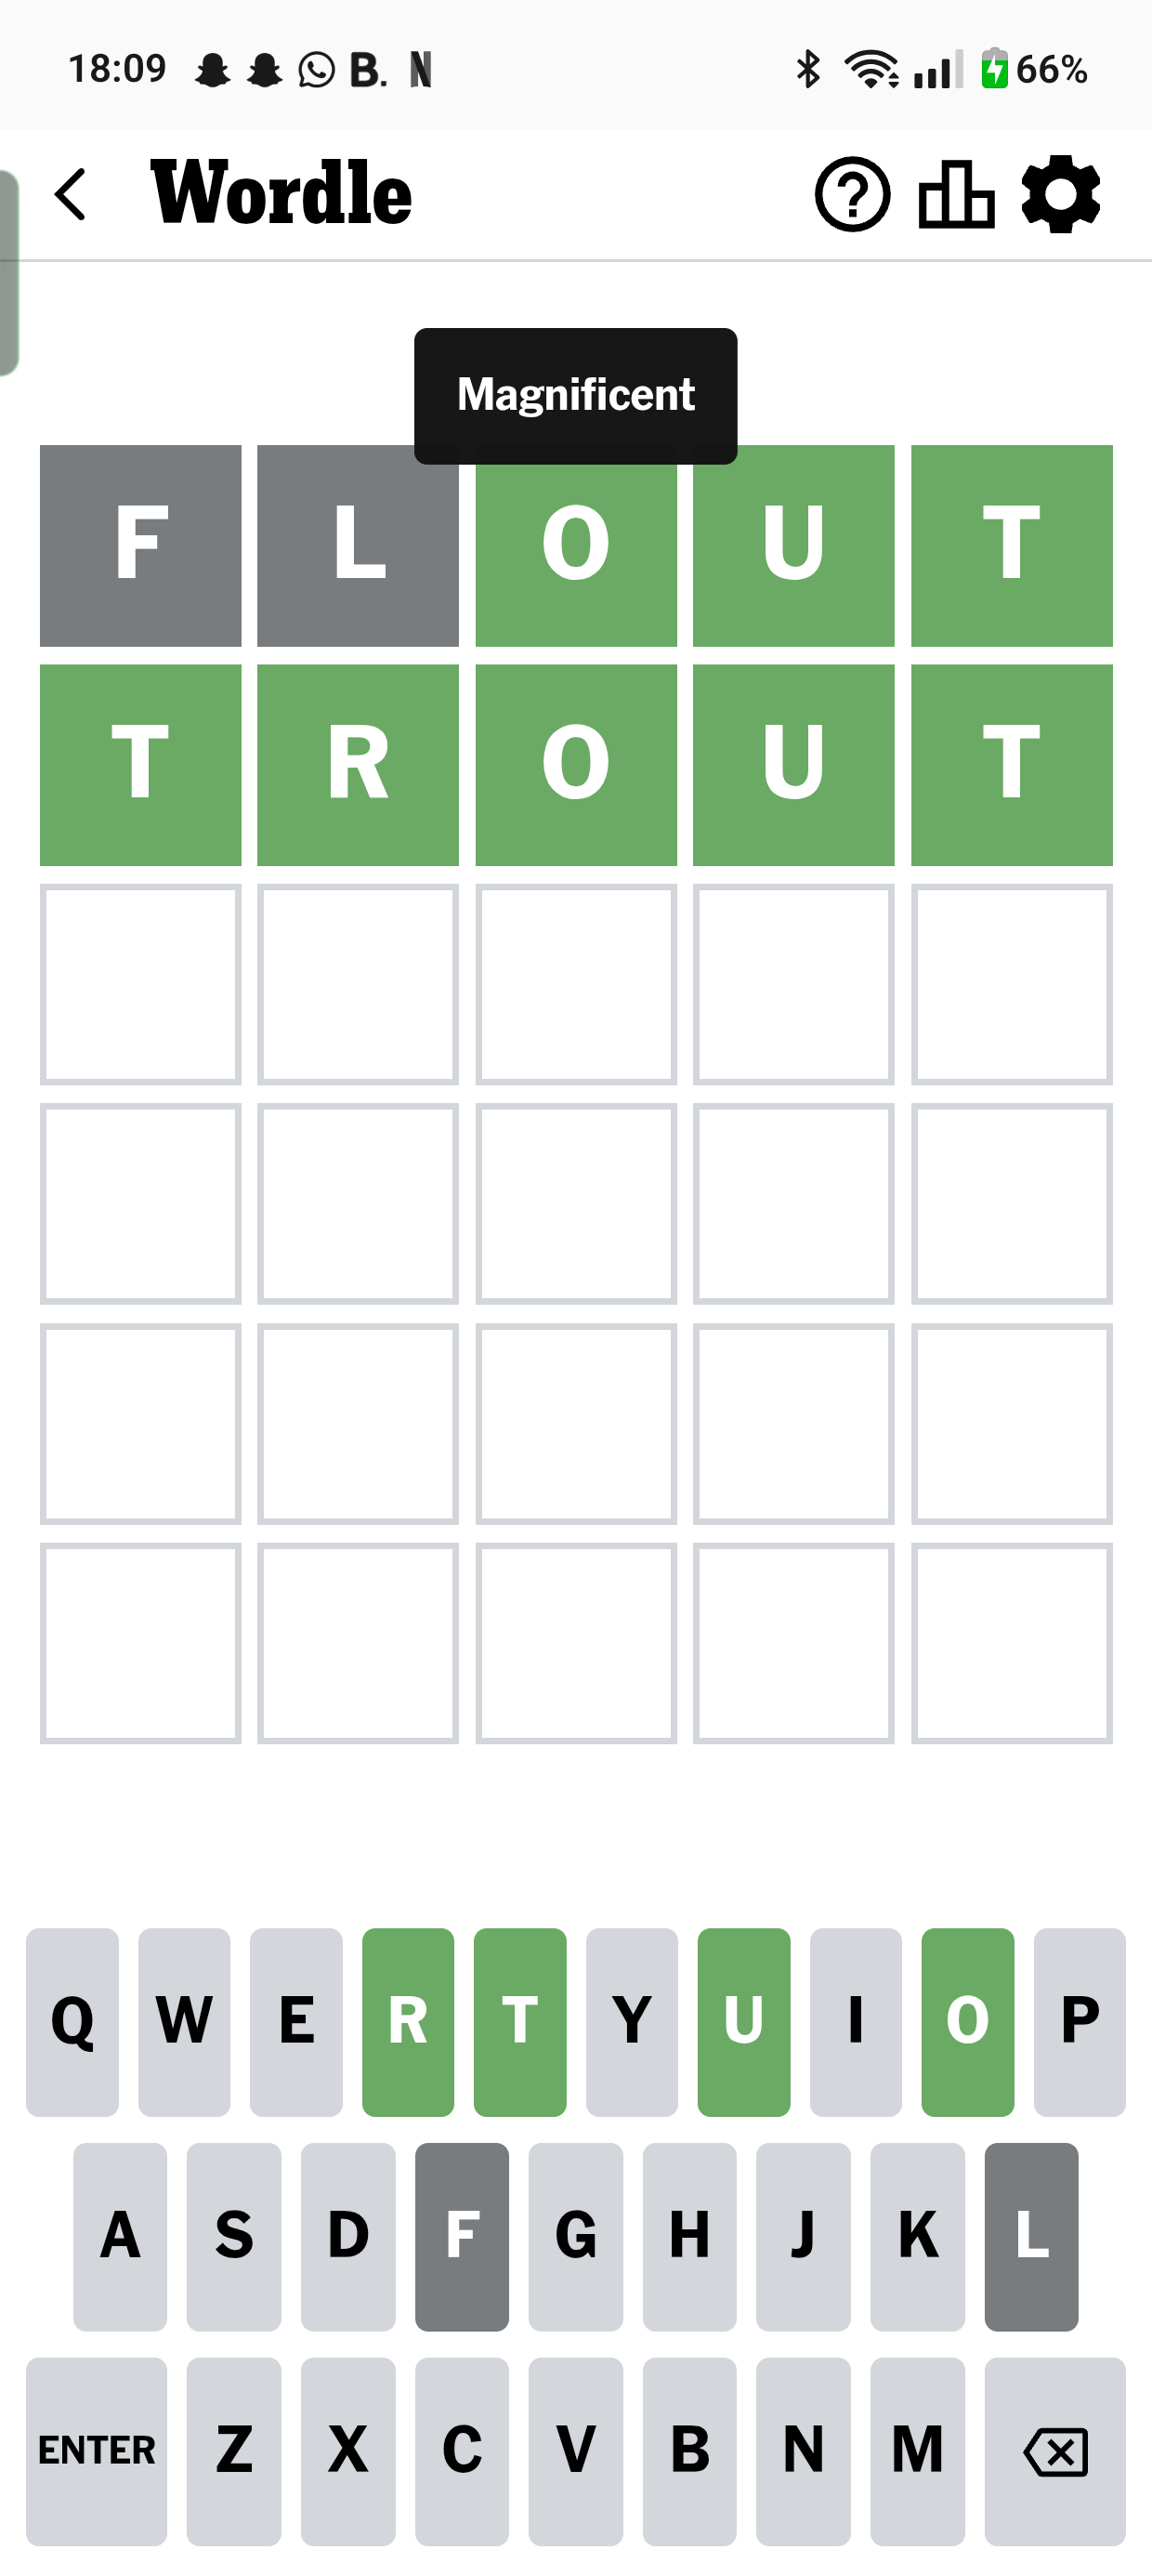 18:09 B. N 66%
Wordle
Magnificent
F L O U T
T R O U T
Q W E R T Y U I O P
A S D F G H J K L
ENTER Z X C V B N M